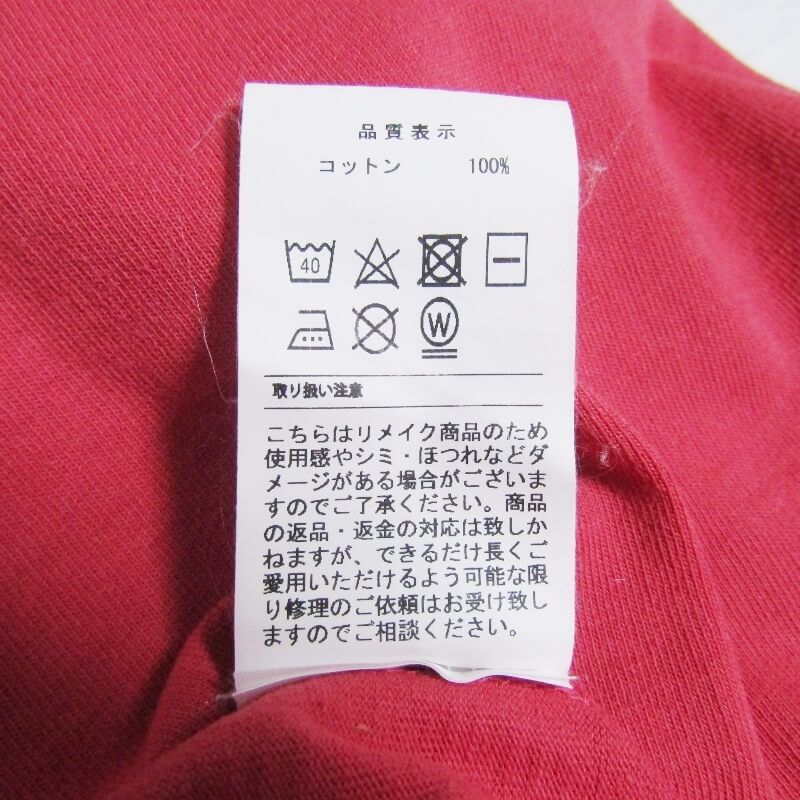 品質表示
コットン 100%
40
W
取り扱い注意
こちらはリメイク商品のため
使用感やシミ・ほつれなどダ
メージがある場合がございま
すのでご了承ください。商品
の返品・返金の対応は致しか
ねますが、できるだけ長くご
愛用いただけるよう可能な限
り修理のご依頼はお受け致し
ますのでご相談ください。